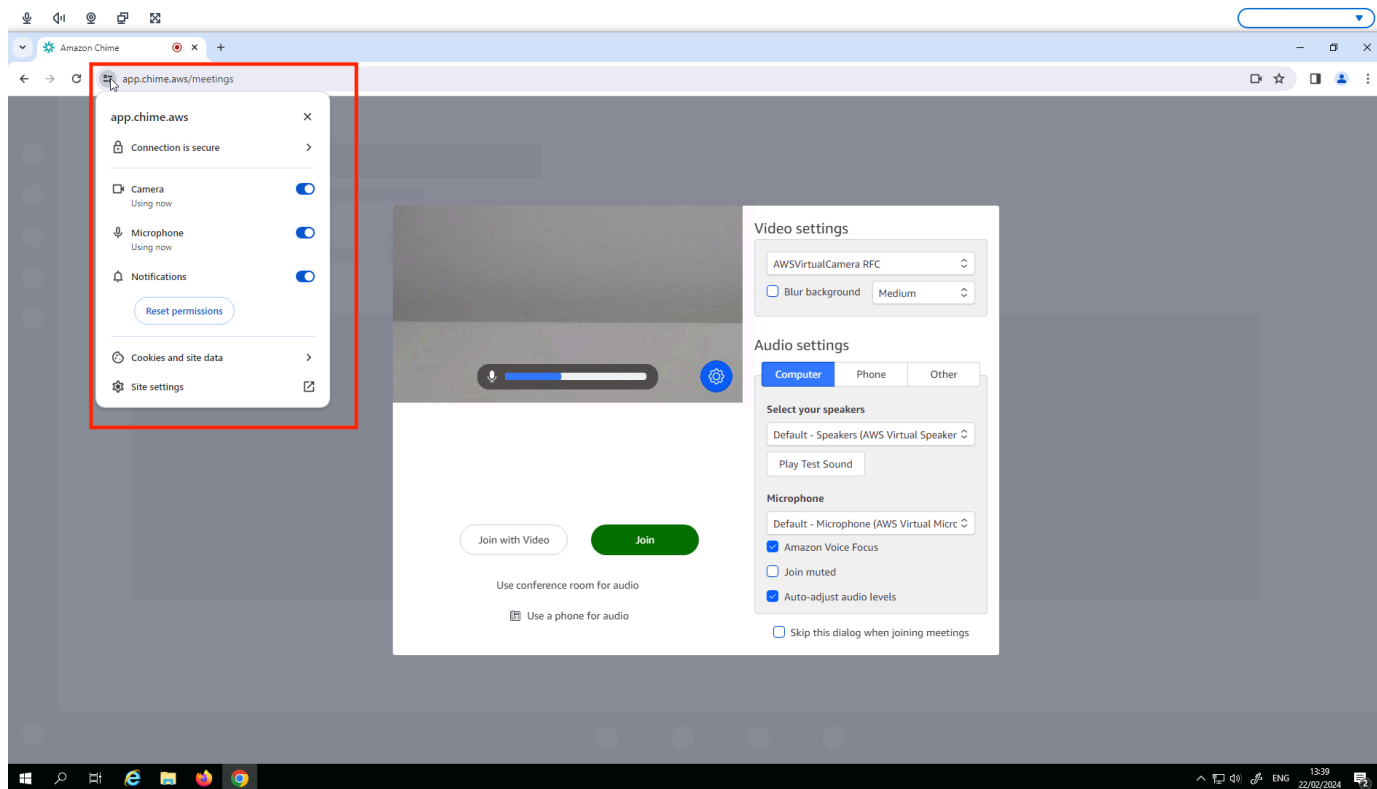 Amazon Chime
app.chime.aws/meetings
app.chime.aws
Connection is secure
Camera
Using now
Microphone
Using now
Notifications
Reset permissions
Cookies and site data
Site settings
Join with Video
Join
Use conference room for audio
Use a phone for audio
Video settings
AWSVirtualCamera RFC
Blur background
Medium
Audio settings
Computer
Phone
Other
Select your speakers
Default - Speakers (AWS Virtual Speaker
Play Test Sound
Microphone
Default - Microphone (AWS Virtual Micrc
Amazon Voice Focus
Join muted
Auto-adjust audio levels
Skip this dialog when joining meetings
ENG
13:39
22/02/2024
2